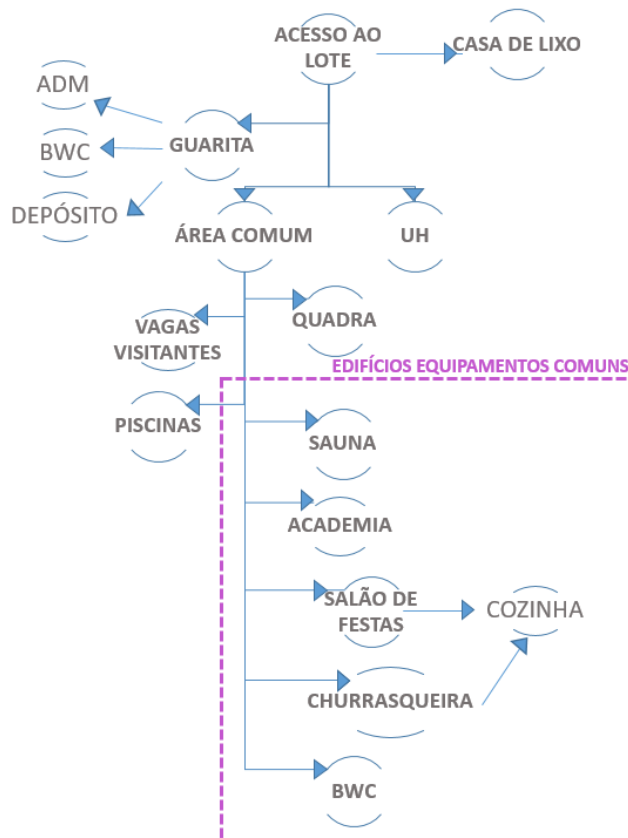 ACESSO AO
LOTE
CASA DE LIXO
ADM
GUARITA
BWC
DEPÓSITO
ÁREA COMUM
UH
QUADRA
VAGAS
VISITANTES
EDIFÍCIOS EQUIPAMENTOS COMUNS
PISCINAS
SAUNA
ACADEMIA
SALÃO DE
FESTAS
COZINHA
CHURRASQUEIRA
BWC